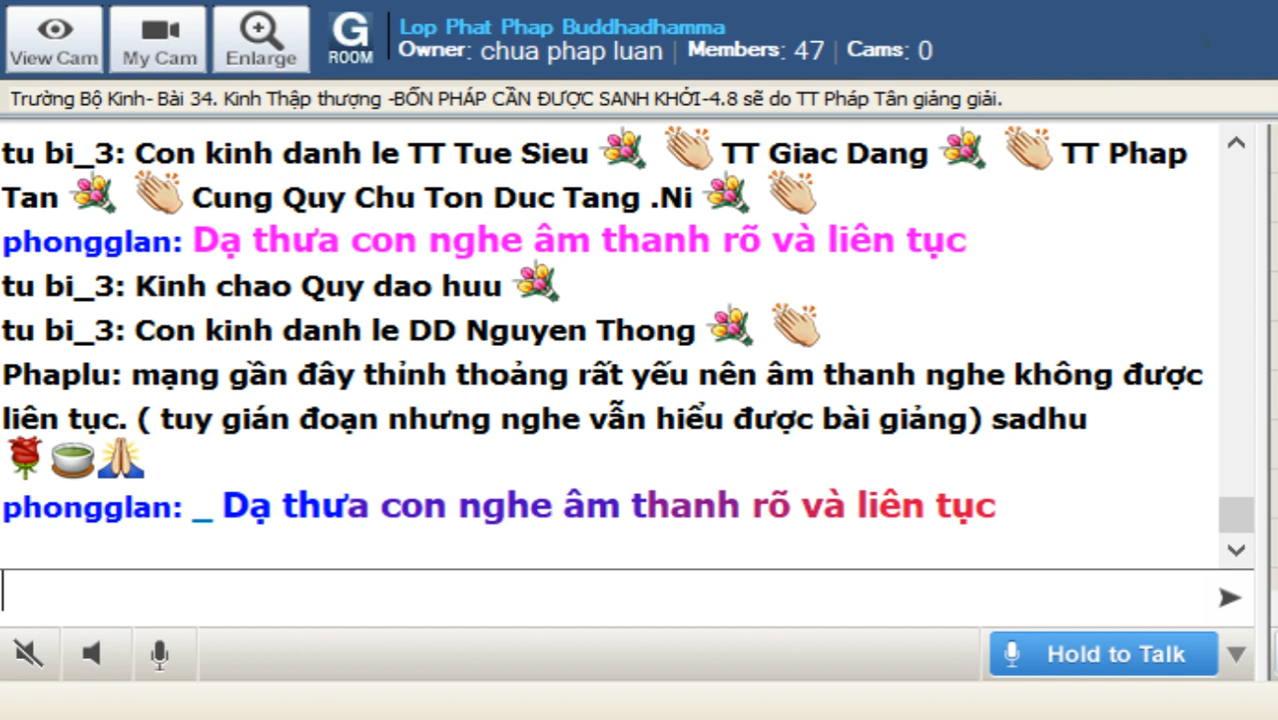 Lop Phat Phap Buddhadhamma
View Cam My Cam Enlarge G ROOM Owner: chua phap luan | Members: 47 | Cams: 0
Trường Bộ Kinh- Bài 34. Kinh Thập thượng -BỐN PHÁP CẦN ĐƯỢC SANH KHỞI-4.8 sẽ do TT Pháp Tân giảng giải.
tu bi_3: Con kinh danh le TT Tue Sieu TT Giac Dang TT Phap
Tan Cung Quy Chu Ton Duc Tang .Ni
phongglan: Dạ thưa con nghe âm thanh rõ và liên tục
tu bi_3: Kinh chao Quy dao huu
tu bi_3: Con kinh danh le DD Nguyen Thong
Phaplu: mạng gần đây thỉnh thoảng rất yếu nên âm thanh nghe không được
liên tục. ( tuy gián đoạn nhưng nghe vẫn hiểu được bài giảng) sadhu
phongglan: _ Dạ thưa con nghe âm thanh rõ và liên tục
Hold to Talk